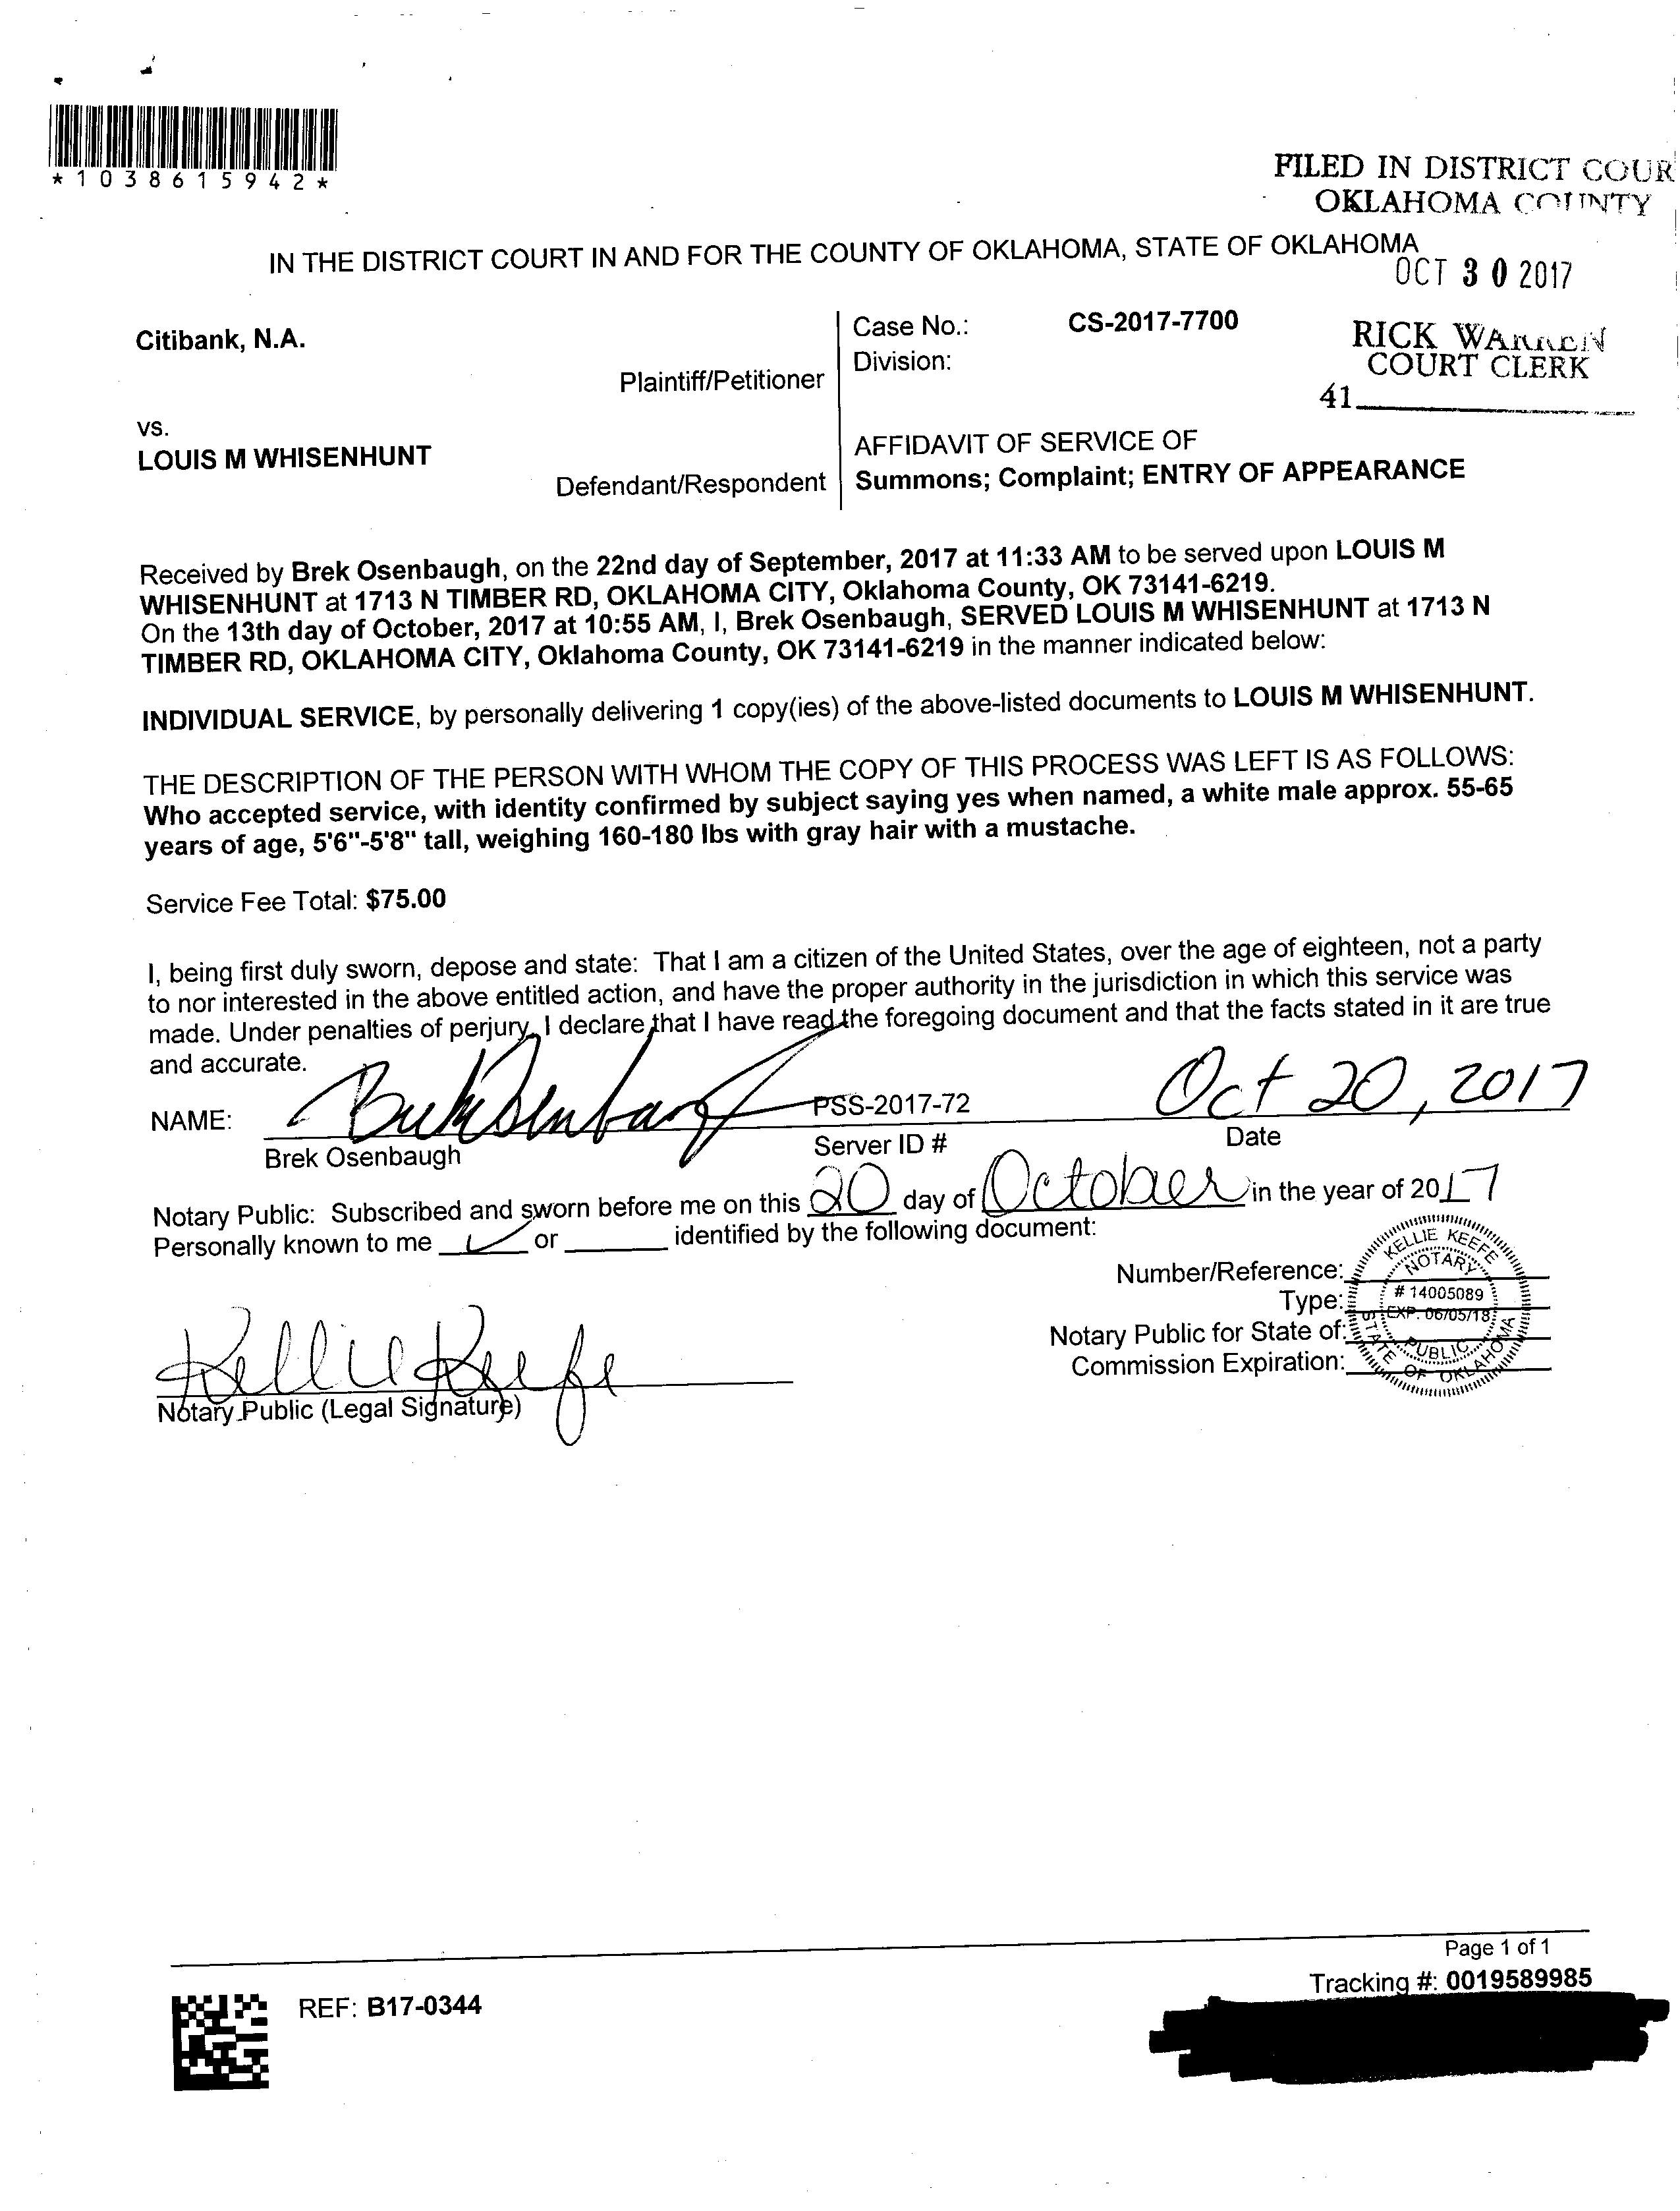 *1038615942*
FILED IN DISTRICT COUR
OKLAHOMA COUNTY
IN THE DISTRICT COURT IN AND FOR THE COUNTY OF OKLAHOMA, STATE OF OKLAHOMA
OCT 30 2017
Citibank, N.A.
Plaintiff/Petitioner
vs.
LOUIS M WHISENHUNT
Defendant/Respondent
Case No.: CS-2017-7700
Division:
AFFIDAVIT OF SERVICE OF
Summons; Complaint; ENTRY OF APPEARANCE
RICK WARREN
COURT CLERK
41
Received by Brek Osenbaugh, on the 22nd day of September, 2017 at 11:33 AM to be served upon LOUIS M
WHISENHUNT at 1713 N TIMBER RD, OKLAHOMA CITY, Oklahoma County, OK 73141-6219.
On the 13th day of October, 2017 at 10:55 AM, I, Brek Osenbaugh, SERVED LOUIS M WHISENHUNT at 1713 N
TIMBER RD, OKLAHOMA CITY, Oklahoma County, OK 73141-6219 in the manner indicated below:
INDIVIDUAL SERVICE, by personally delivering 1 copy(ies) of the above-listed documents to LOUIS M WHISENHUNT.
THE DESCRIPTION OF THE PERSON WITH WHOM THE COPY OF THIS PROCESS WAS LEFT IS AS FOLLOWS:
Who accepted service, with identity confirmed by subject saying yes when named, a white male approx. 55-65
years of age, 5'6"-5'8" tall, weighing 160-180 lbs with gray hair with a mustache.
Service Fee Total: $75.00
I, being first duly sworn, depose and state: That I am a citizen of the United States, over the age of eighteen, not a party
to nor interested in the above entitled action, and have the proper authority in the jurisdiction in which this service was
made. Under penalties of perjury, I declare that I have read the foregoing document and that the facts stated in it are true
and accurate.
NAME: Brek Osenbaugh PSS-2017-72 Oct 20, 2017
Brek Osenbaugh Server ID # Date
Notary Public: Subscribed and sworn before me on this 20 day of October in the year of 2017
Personally known to me ✓ or ______ identified by the following document:
Number/Reference:
Type:
Notary Public for State of:
Commission Expiration:
KELLIE KEEFE
NOTARY
# 14005089
EXP. 06/05/18
PUBLIC
STATE OF OKLAHOMA
Kellie Keefe
Notary Public (Legal Signature)
Page 1 of 1
Tracking #: 0019589985
REF: B17-0344